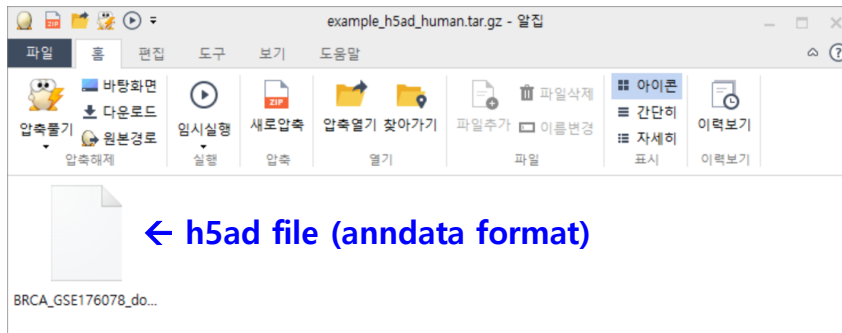 example_h5ad_human.tar.gz - 알집
파일 홈 편집 도구 보기 도움말
바탕화면
다운로드
원본경로
압축풀기
임시실행
ZIP
새로압축
압축열기 찾아가기
파일추가
파일삭제
이름변경
아이콘
간단히
자세히
이력보기
압축해제 실행 압축 열기 파일 표시 이력보기
← h5ad file (anndata format)
BRCA_GSE176078_do...